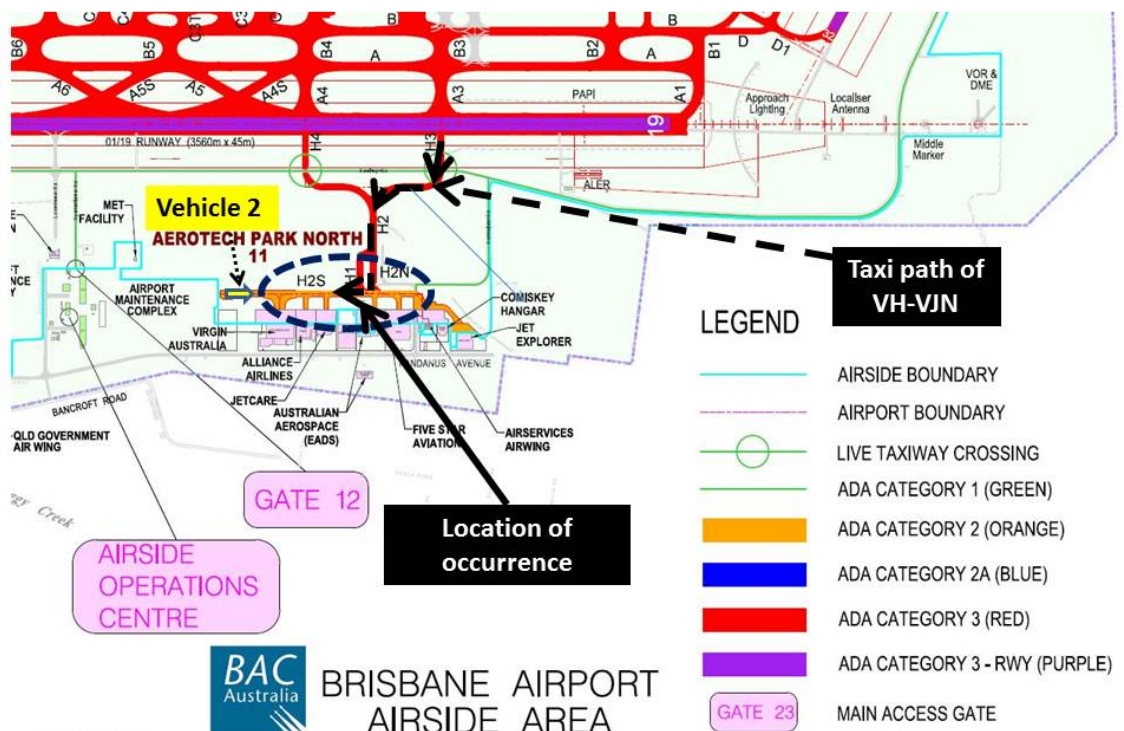 B6
B5
C3T
B4
B
B3
B2
A
B1
D
D1
32
B
A
A6
A5S
A5
A4S
A4
A3
PAPI
A1
Approach
Lighting
Localiser
Antenna
VOR &
DME
19
01/19 RUNWAY (3560m x 45m)
H4
H3
Middle
Marker
ALER
Vehicle 2
MET
FACILITY
AEROTECH PARK NORTH
11
H2
H1
H2S
H2N
Taxi path of
VH-VJN
AIRPORT
MAINTENANCE
COMPLEX
COMISKEY
HANGAR
JET
EXPLORER
VIRGIN
AUSTRALIA
ALLIANCE
AIRLINES
AVENUE
JETCARE
AUSTRALIAN
AEROSPACE
(EADS)
FIVE STAR
AVIATION
AIRSERVICES
AIRWING
BANCROFT ROAD
QLD GOVERNMENT
AIR WING
GATE 12
Location of
occurrence
AIRSIDE
OPERATIONS
CENTRE
LEGEND
AIRSIDE BOUNDARY
AIRPORT BOUNDARY
LIVE TAXIWAY CROSSING
ADA CATEGORY 1 (GREEN)
ADA CATEGORY 2 (ORANGE)
ADA CATEGORY 2A (BLUE)
ADA CATEGORY 3 (RED)
ADA CATEGORY 3 - RWY (PURPLE)
GATE 23
MAIN ACCESS GATE
BAC
Australia
BRISBANE AIRPORT
AIRSIDE AREA